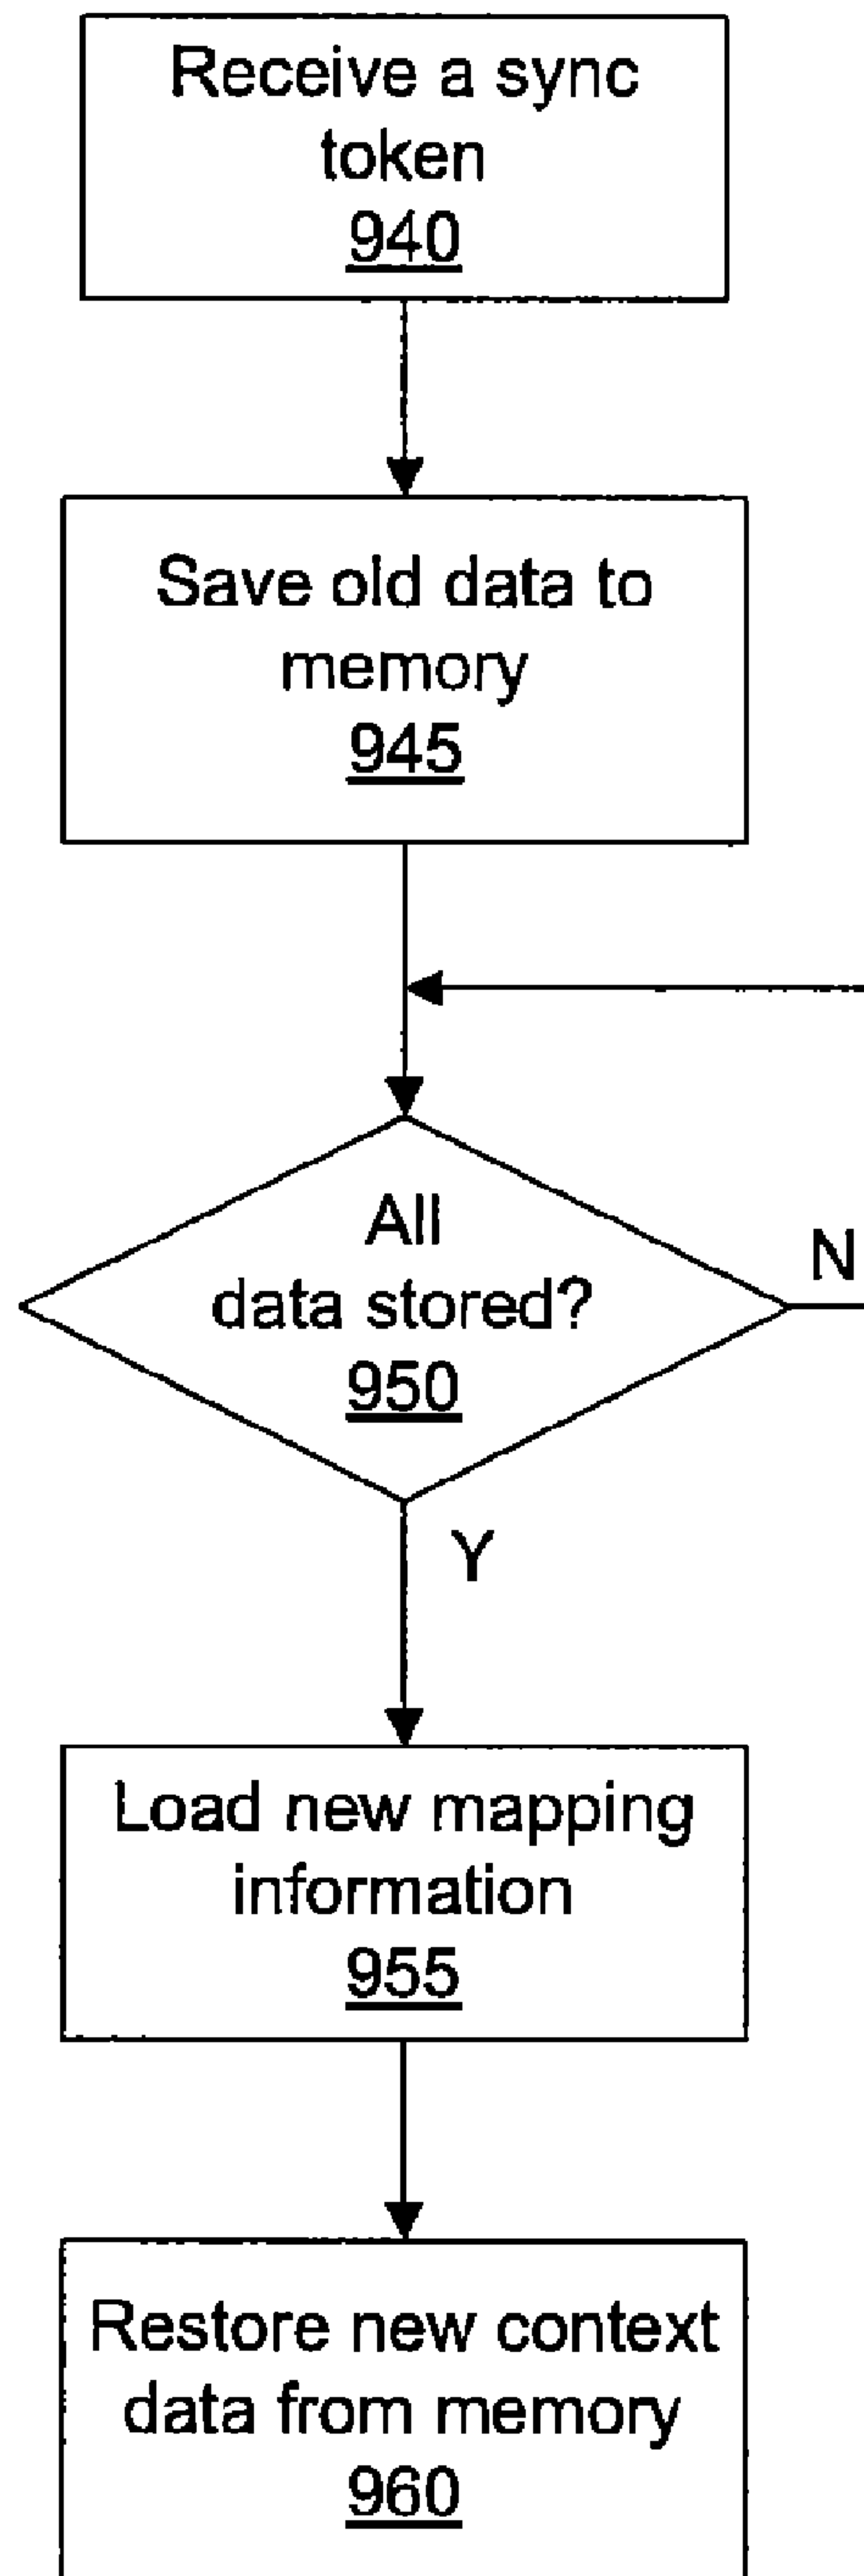 Receive a sync
token
940
Save old data to
memory
945
All
data stored?
950
N
Y
Load new mapping
information
955
Restore new context
data from memory
960